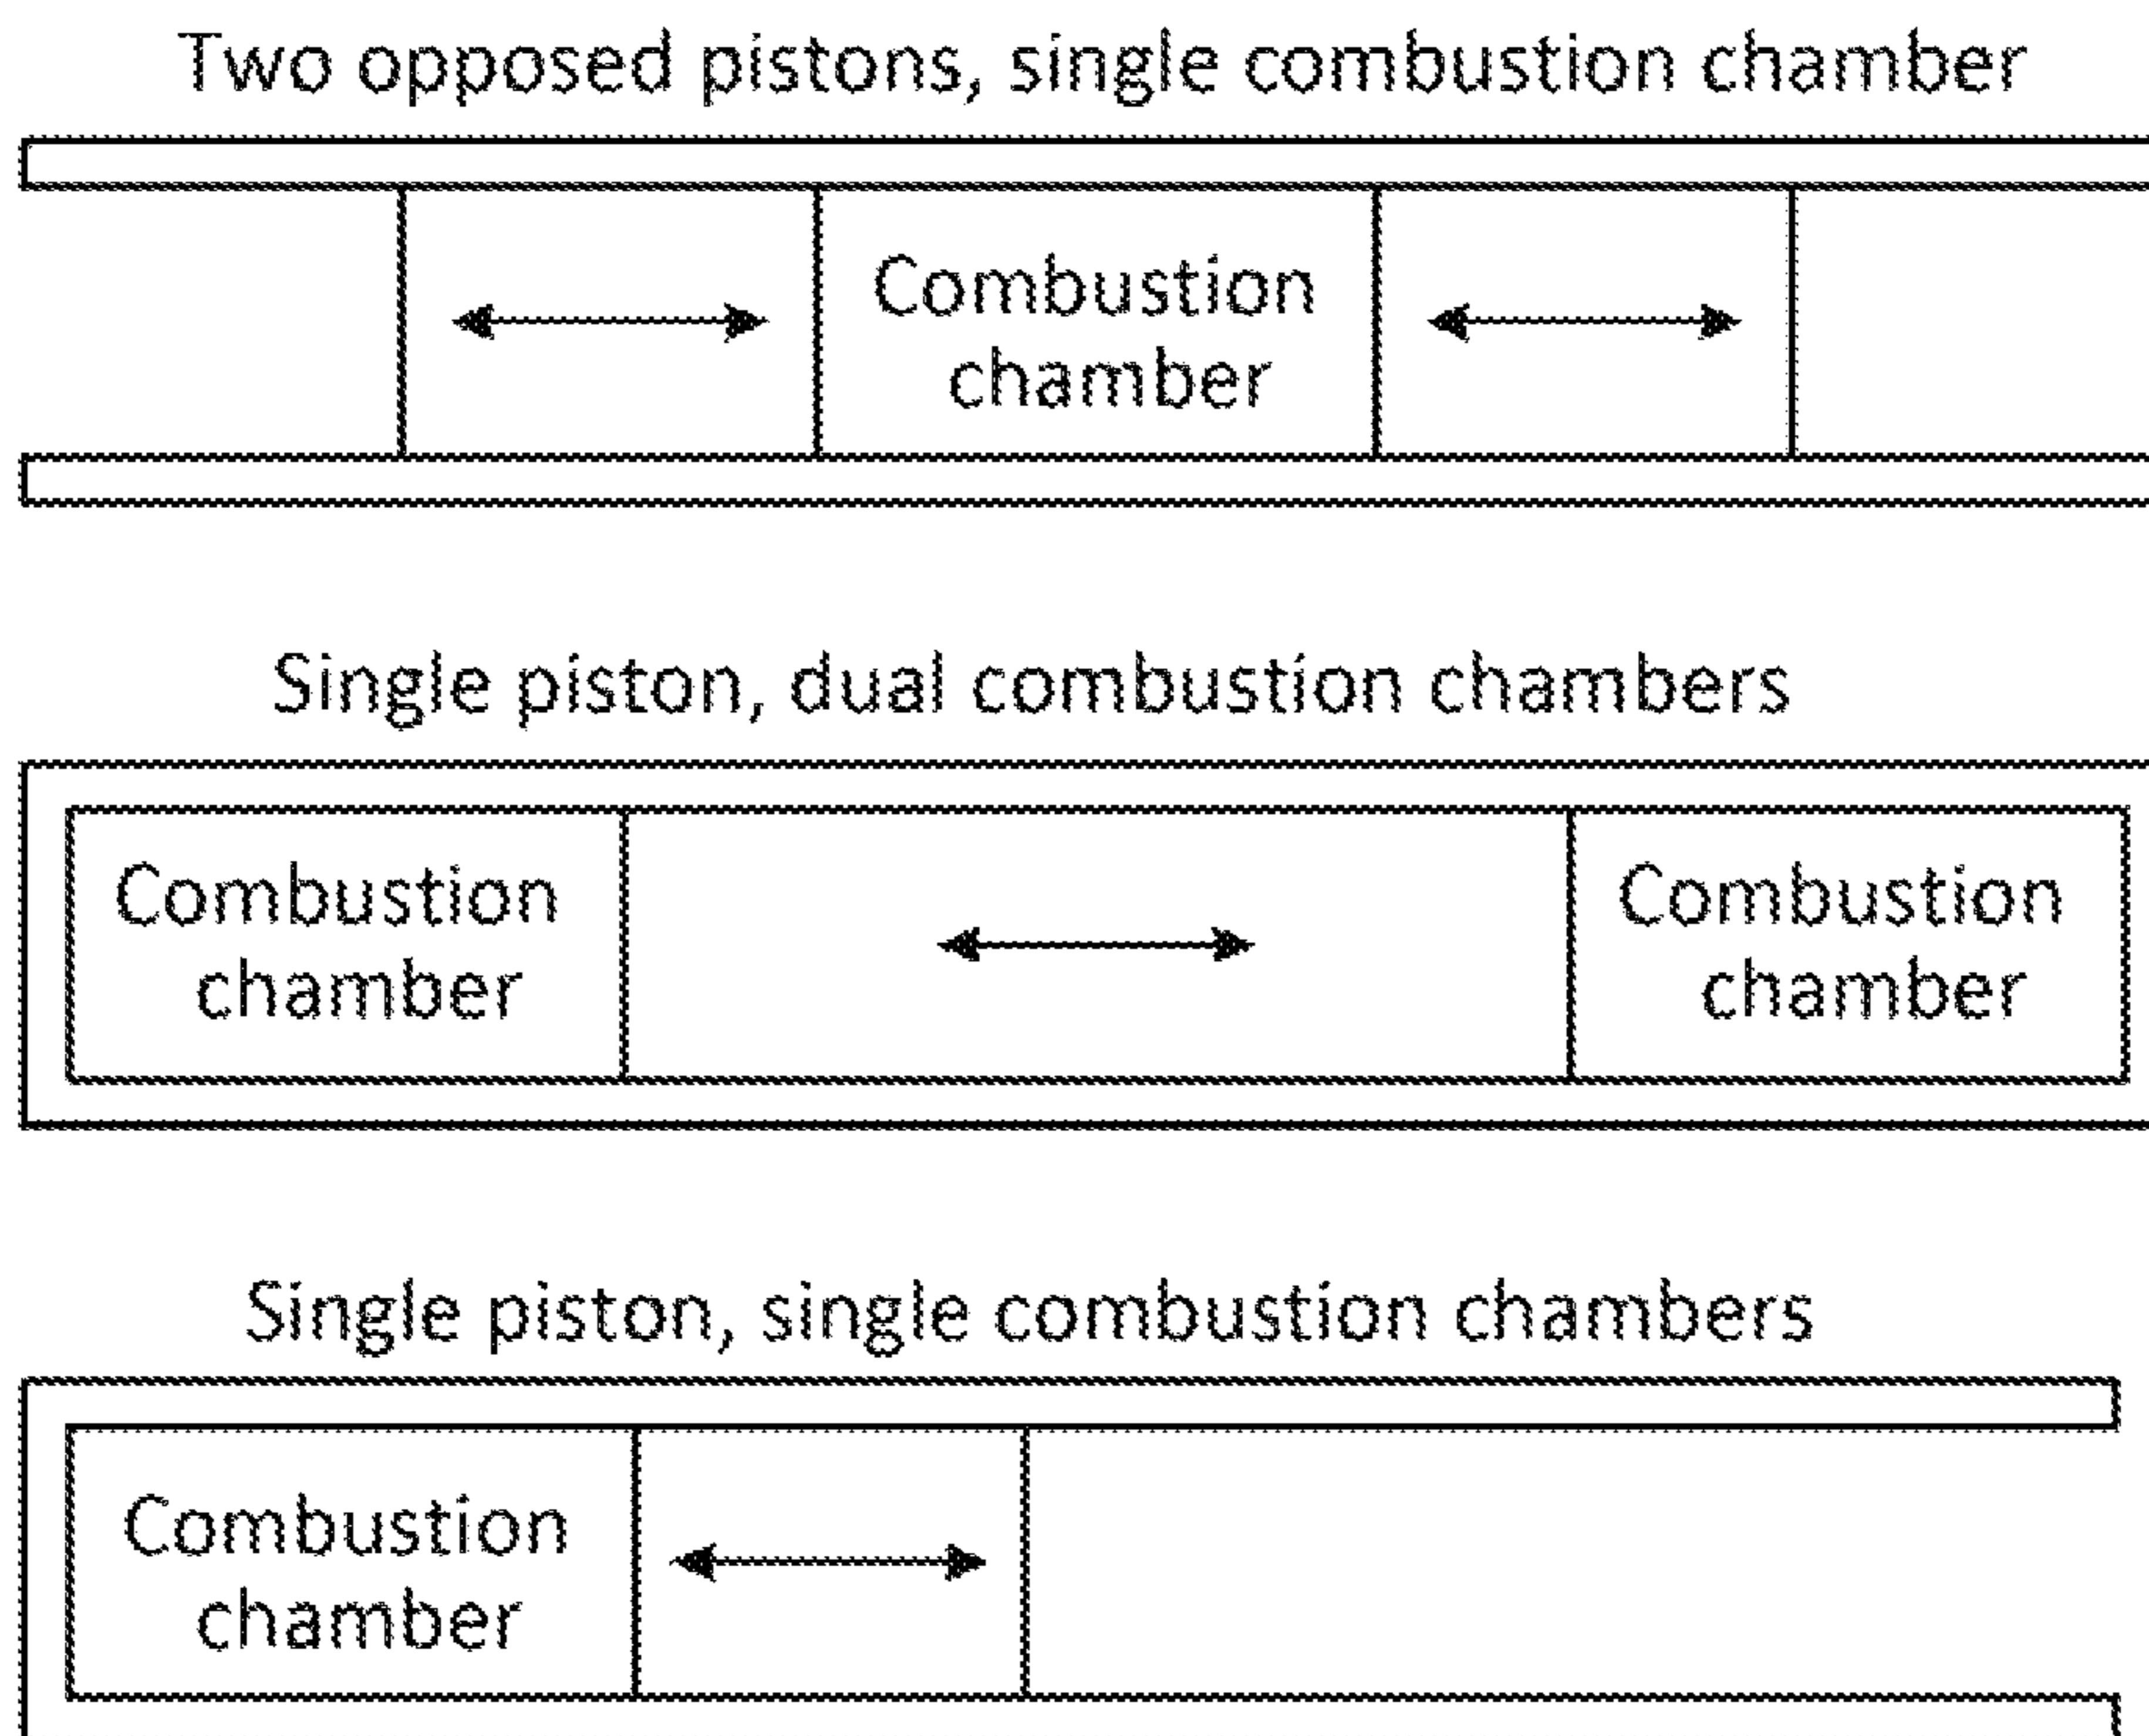 Two opposed pistons, single combustion chamber
Combustion
chamber
Single piston, dual combustion chambers
Combustion
chamber
Combustion
chamber
Single piston, single combustion chambers
Combustion
chamber